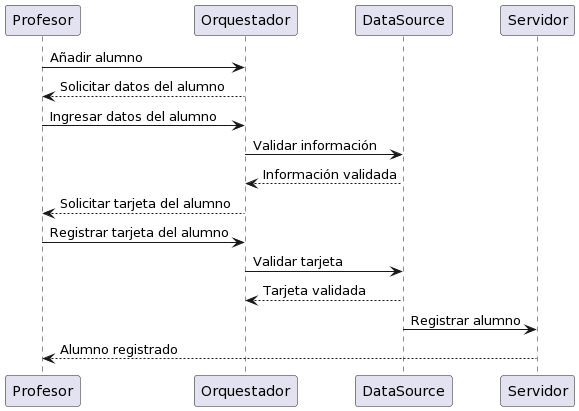 Profesor Orquestador DataSource Servidor
Añadir alumno
Solicitar datos del alumno
Ingresar datos del alumno
Validar información
Información validada
Solicitar tarjeta del alumno
Registrar tarjeta del alumno
Validar tarjeta
Tarjeta validada
Registrar alumno
Alumno registrado
Profesor Orquestador DataSource Servidor